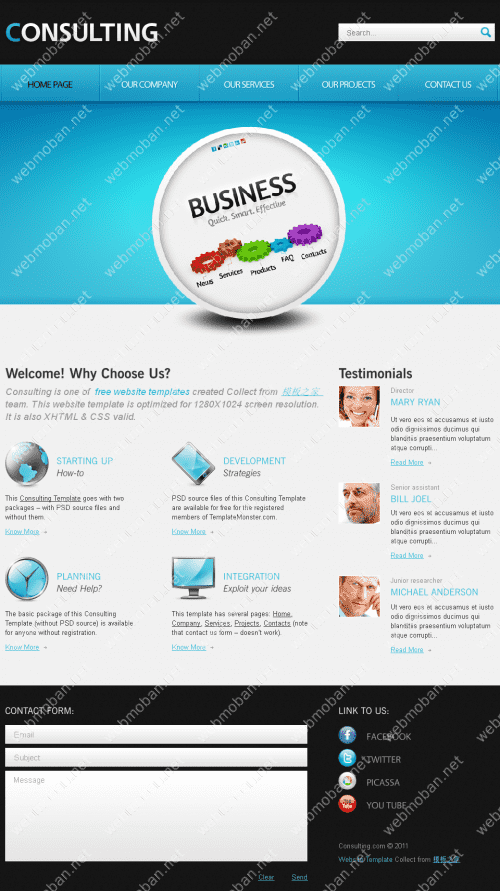 CONSULTING
Search...
HOME PAGE
OUR COMPANY
OUR SERVICES
OUR PROJECTS
CONTACT US
BUSINESS
Quick. Smart. Effective
News
Services
Products
FAQ
Contacts
Welcome! Why Choose Us?
Consulting is one of free website templates created Collect from 模板之家
team. This website template is optimized for 1280X1024 screen resolution.
It is also XHTML & CSS valid.
STARTING UP
How-to
This Consulting Template goes with two
packages – with PSD source files and
without them.
Know More
DEVELOPMENT
Strategies
PSD source files of this Consulting Template
are available for free for the registered
members of TemplateMonster.com.
Know More
PLANNING
Need Help?
The basic package of this Consulting
Template (without PSD source) is available
for anyone without registration.
Know More
INTEGRATION
Exploit your ideas
This template has several pages: Home,
Company, Services, Projects, Contacts (note
that contact us form – doesn't work).
Know More
Testimonials
Director
MARY RYAN
Ut vero eos et accusamus et iusto
odio dignissimos ducimus qui
blanditiis praesentium voluptatum
atque corrupti...
Read More
Senior assistant
BILL JOEL
Ut vero eos et accusamus et iusto
odio dignissimos ducimus qui
blanditiis praesentium voluptatum
atque corrupti...
Read More
Junior researcher
MICHAEL ANDERSON
Ut vero eos et accusamus et iusto
odio dignissimos ducimus qui
blanditiis praesentium voluptatum
atque corrupti...
Read More
CONTACT FORM:
Email
Subject
Message
Clear
Send
LINK TO US:
FACEBOOK
TWITTER
PICASSA
YOU TUBE
Consulting.com © 2011
Website Template Collect from 模板之家
webmoban.net